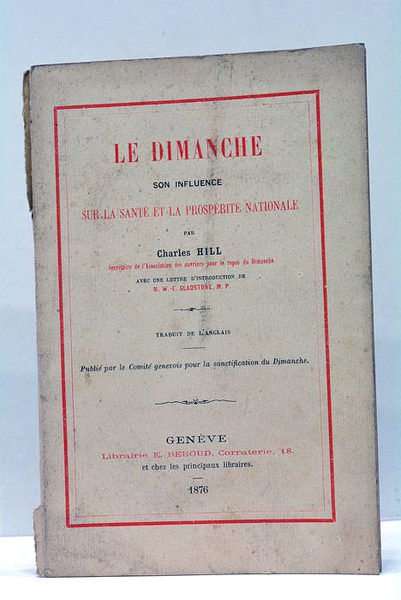 LE DIMANCHE
SON INFLUENCE
SUR LA SANTÉ ET LA PROSPÉRITÉ NATIONALE
PAR
Charles HILL
Secrétaire de l'Association des ouvriers pour le repos du Dimanche
AVEC UNE LETTRE D'INTRODUCTION DE
M. W.-E. GLADSTONE, M. P.
TRADUIT DE L'ANGLAIS
Publié par le Comité genevois pour la sanctification du Dimanche.
GENÈVE
Librairie E. BEROUD, Corraterie, 18.
et chez les principaux libraires.
1876